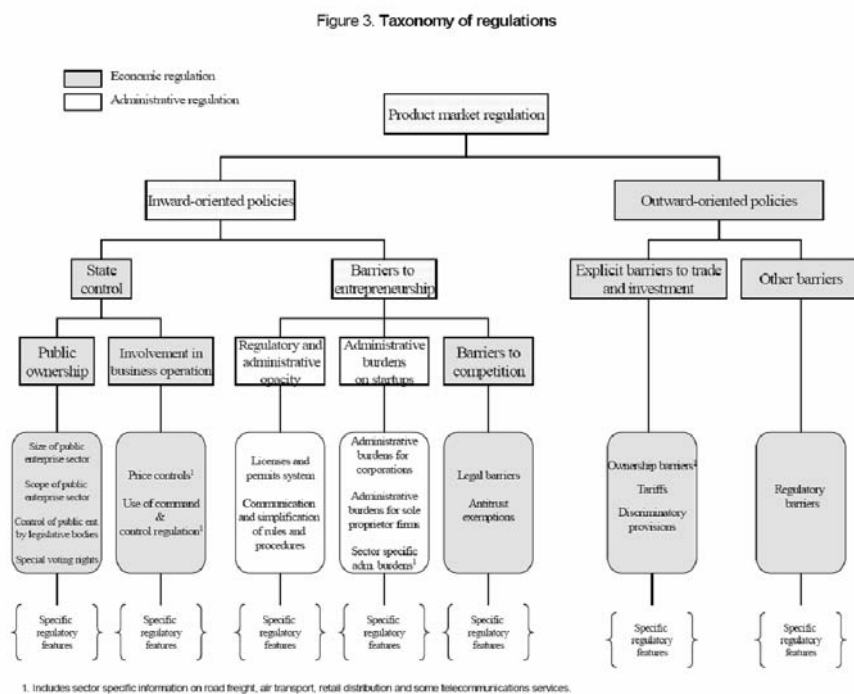 Figure 3. Taxonomy of regulations
Economic regulation
Administrative regulation
Product market regulation
Inward-oriented policies
Outward-oriented policies
State
control
Barriers to
entrepreneurship
Explicit barriers to trade
and investment
Other barriers
Public
ownership
Involvement in
business operation
Regulatory and
administrative
opacity
Administrative
burdens
on startups
Barriers to
competition
Size of public
enterprise sector
Scope of public
enterprise sector
Control of public ent.
by legislative bodies
Special voting rights
Price controls1
Use of command
&
control regulation1
Licenses and
permits system
Communication
and simplification
of rules and
procedures
Administrative
burdens for
corporations
Administrative
burdens for sole
proprietor firms
Sector specific
adm. burdens1
Legal barriers
Antitrust
exemptions
Ownership barriers1
Tariffs
Discriminatory
provisions
Regulatory
barriers
Specific
regulatory
features
Specific
regulatory
features
Specific
regulatory
features
Specific
regulatory
features
Specific
regulatory
features
Specific
regulatory
features
Specific
regulatory
features
1. Includes sector specific information on road freight, air transport, retail distribution and some telecommunications services.